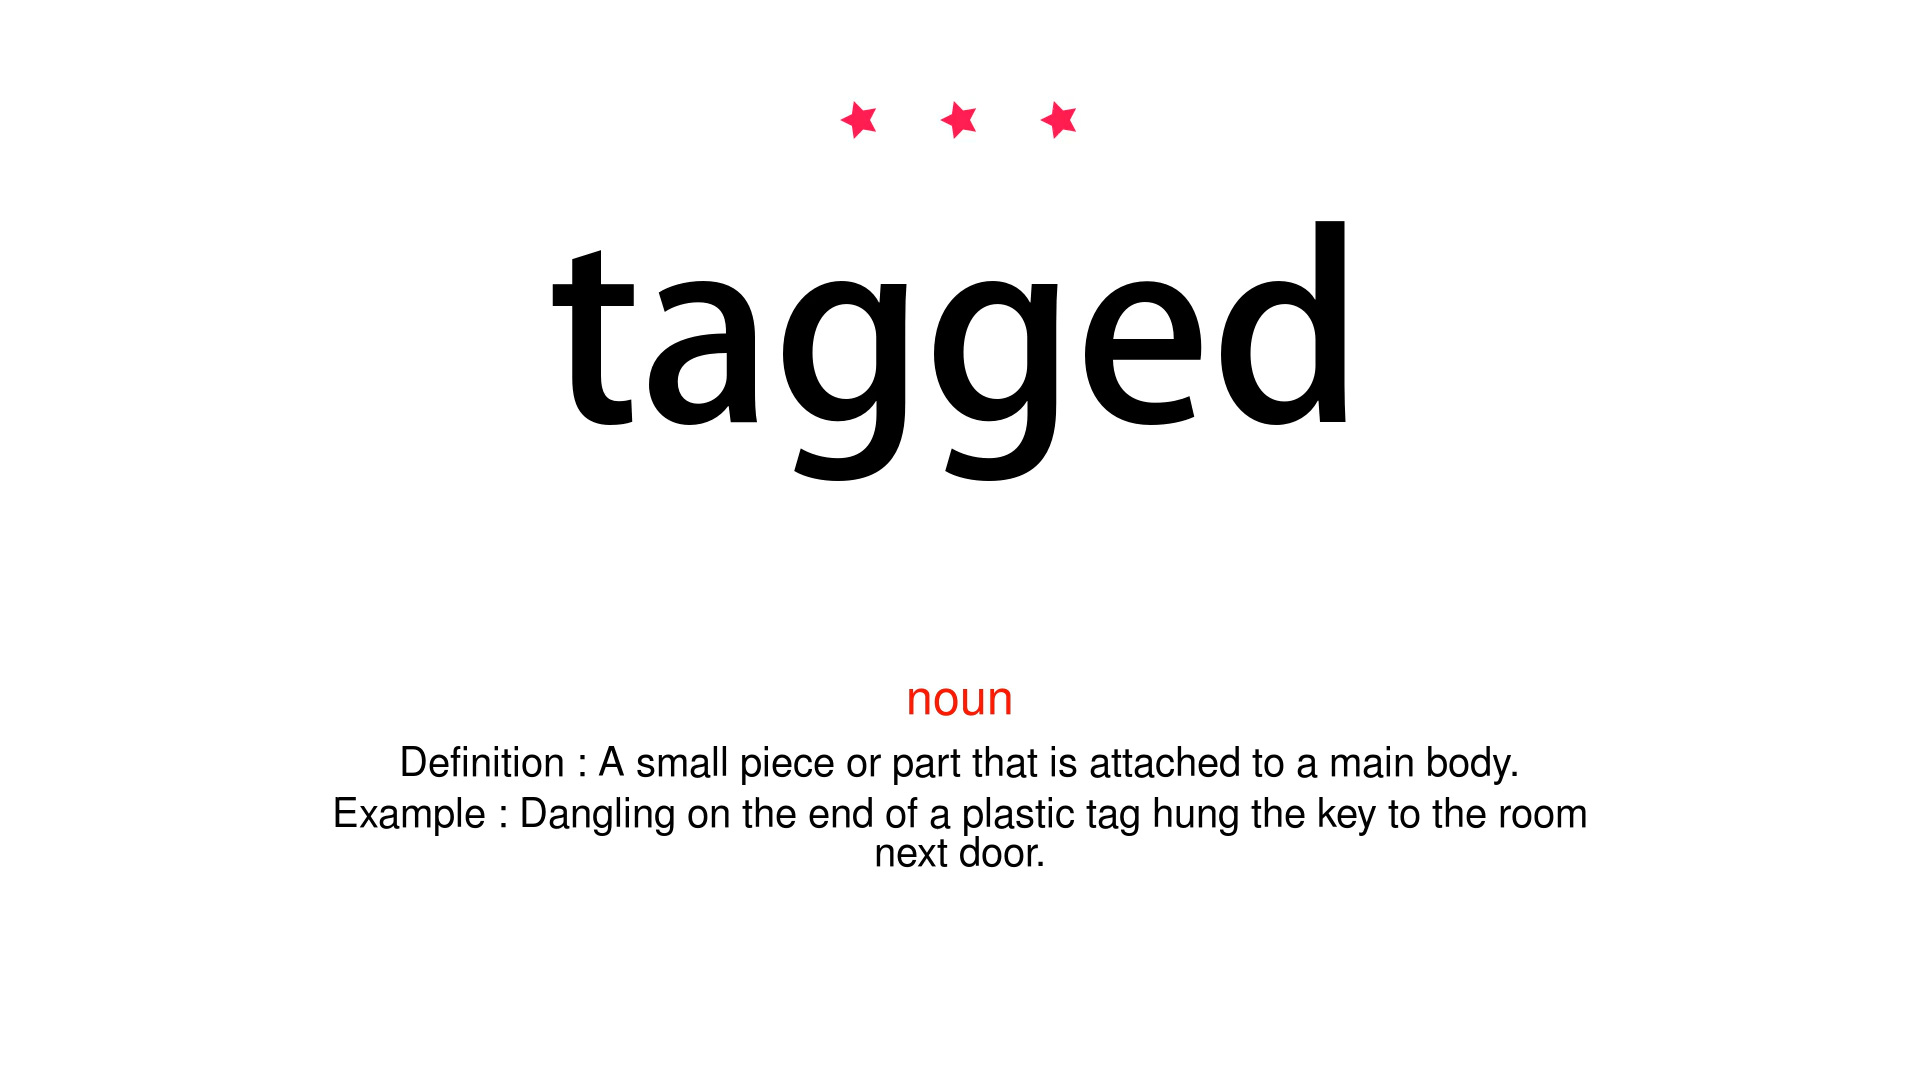 tagged
noun
Definition : A small piece or part that is attached to a main body.
Example : Dangling on the end of a plastic tag hung the key to the room
next door.